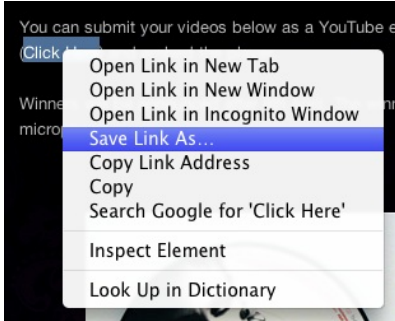 You can submit your videos below as a YouTube
(Click
Open Link in New Tab
Open Link in New Window
Open Link in Incognito Window
Winne
Save Link As...
Copy Link Address
Copy
Search Google for 'Click Here'
Inspect Element
Look Up in Dictionary